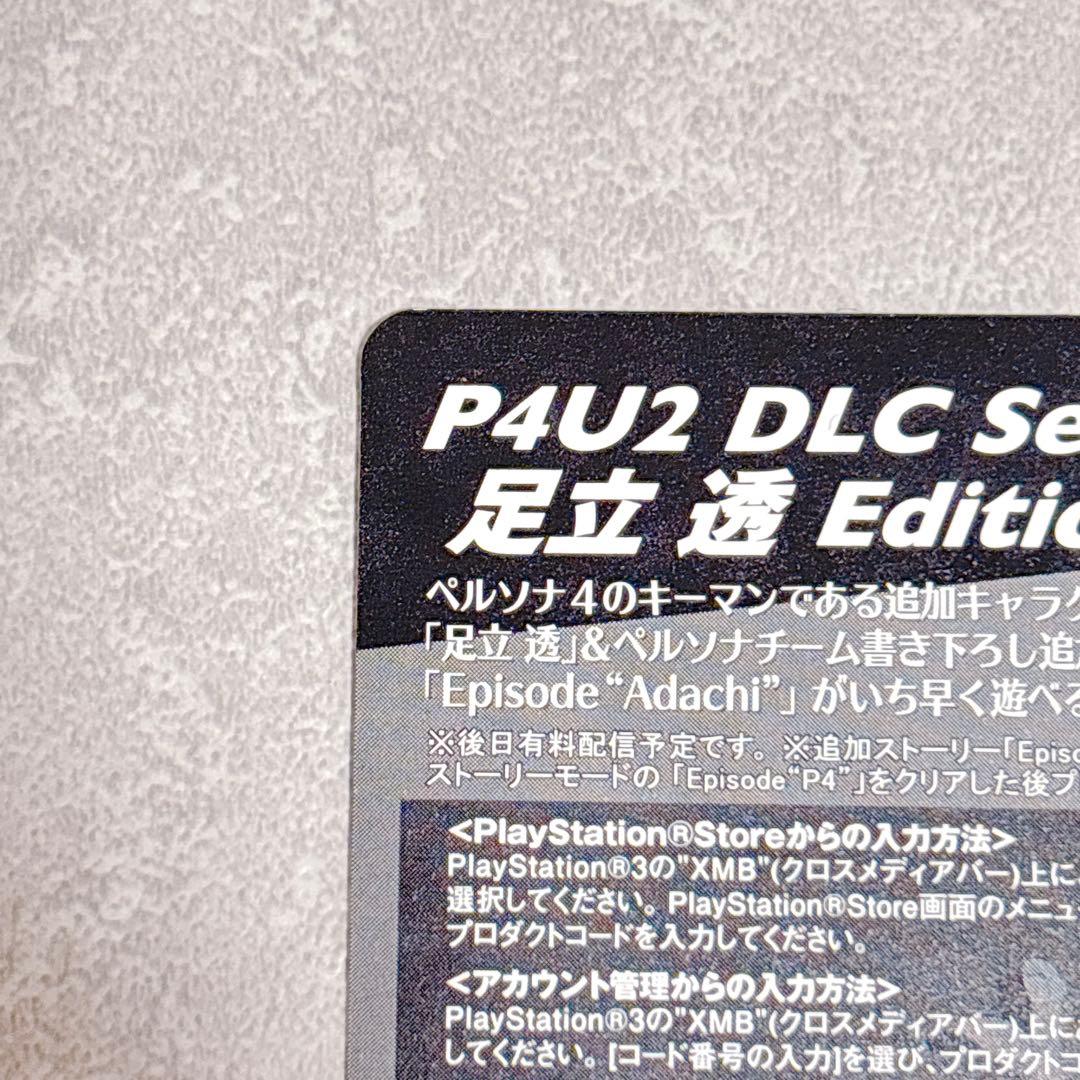 P4U2 DLC Se
足立 透 Editio
ペルソナ4のキーマンである追加キャラク
「足立 透」&ペルソナチーム書き下ろし追
「Episode“Adachi”」がいち早く遊べる
※後日有料配信予定です。※追加ストーリー「Episo
ストーリーモードの「Episode“P4”」をクリアした後プ
<PlayStation®Storeからの入力方法>
PlayStation®3の"XMB"(クロスメディアバー)上に
選択してください。PlayStation®Store画面のメニュ
プロダクトコードを入力してください。
<アカウント管理からの入力方法>
PlayStation®3の"XMB"(クロスメディアバー)上に
してください。[コード番号の入力]を選び、プロダクトコ